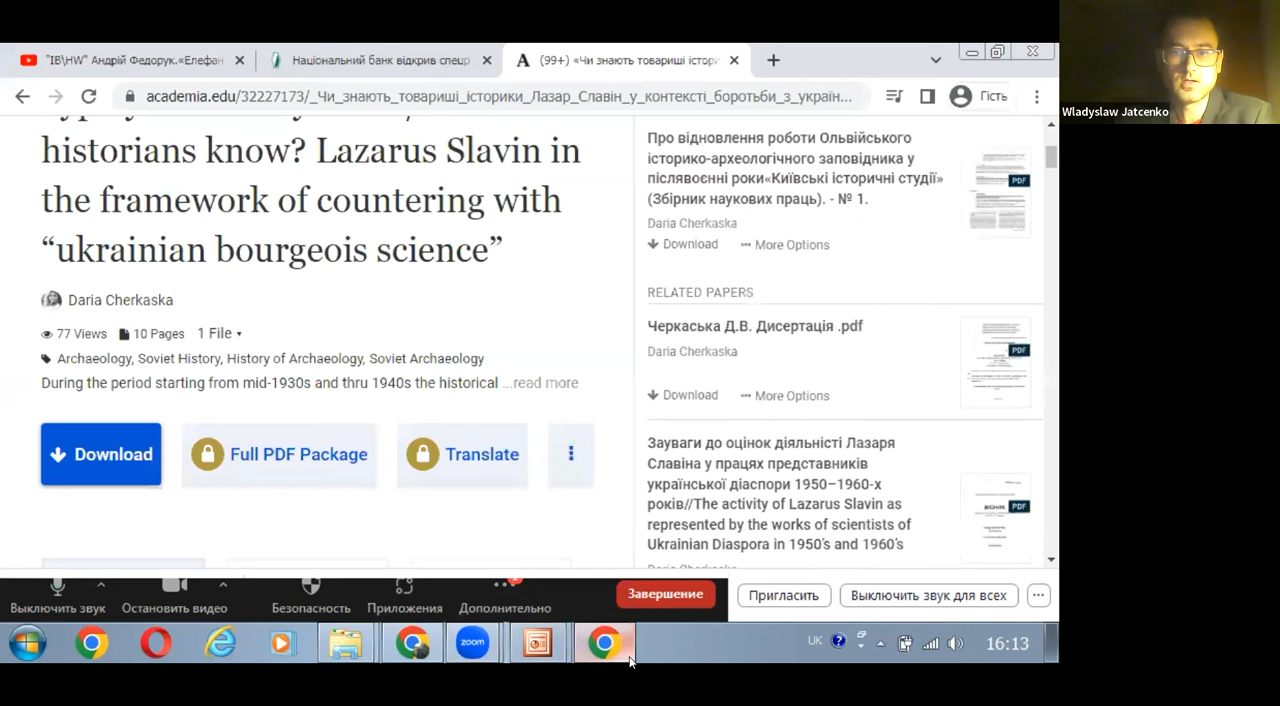 "ІВ\HW" Андрій Федорук.«Елефан
Національний банк відкрив спецр
(99+) «Чи знають товариші істори
academia.edu/32227173/_Чи_знають_товариші_історики_Лазар_Славін_у_контексті_боротьби_з_україн...
Гість
Wladyslaw Jatcenko
historians know? Lazarus Slavin in
the framework of countering with
“ukrainian bourgeois science”
Daria Cherkaska
77 Views
10 Pages
1 File
Archaeology, Soviet History, History of Archaeology, Soviet Archaeology
During the period starting from mid-1930s and thru 1940s the historical ...read more
Download
Full PDF Package
Translate
Про відновлення роботи Ольвійського
історико-археологічного заповідника у
післявоєнні роки«Київські історичні студії»
(Збірник наукових праць). - № 1.
Daria Cherkaska
Download
More Options
PDF
RELATED PAPERS
Черкаська Д.В. Дисертація .pdf
Daria Cherkaska
Download
More Options
PDF
Зауваги до оцінок діяльністі Лазаря
Славіна у працях представників
української діаспори 1950–1960-х
років//The activity of Lazarus Slavin as
represented by the works of scientists of
Ukrainian Diaspora in 1950’s and 1960’s
PDF
Выключить звук
Остановить видео
Безопасность
Приложения
Дополнительно
Завершение
Пригласить
Выключить звук для всех
zoom
UK
16:13